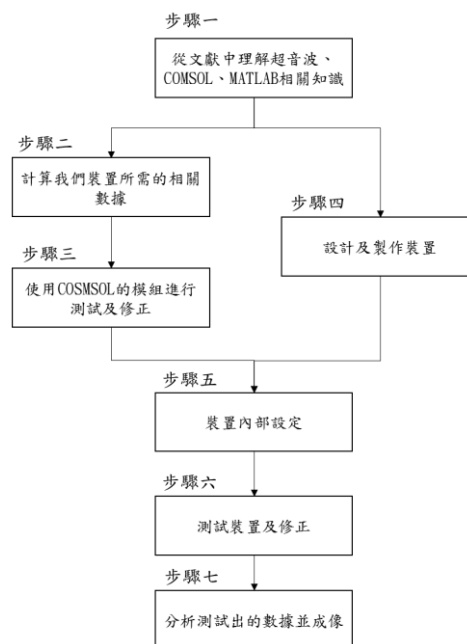 步驟一
從文獻中理解超音波、
COMSOL、MATLAB相關知識
步驟二
計算我們裝置所需的相關
數據
步驟三
使用COSMSOL的模組進行
測試及修正
步驟四
設計及製作裝置
步驟五
裝置內部設定
步驟六
測試裝置及修正
步驟七
分析測試出的數據並成像